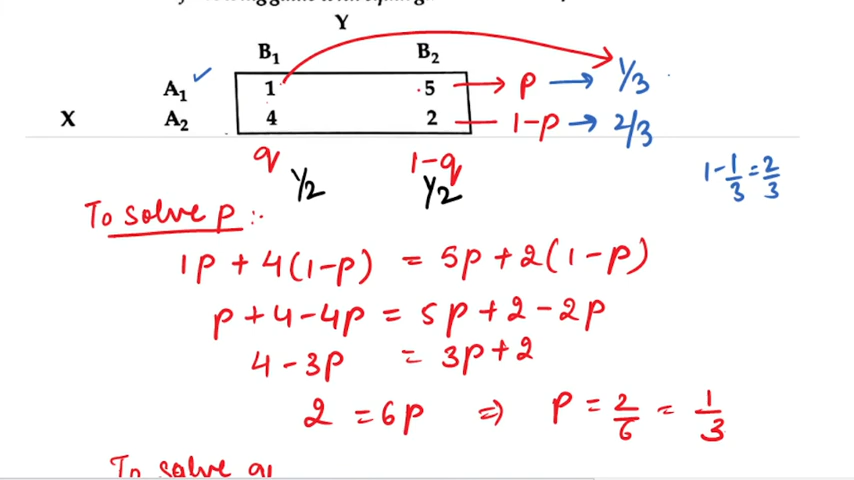 Y
B₁ B₂
A₁ 1 5 p 1/3
X A₂ 4 2 1-p 2/3
q 1-q
1/2 1/2
1-1/3=2/3
To solve p :-
1p + 4(1-p) = 5p + 2(1-p)
p + 4 - 4p = 5p + 2 - 2p
4 - 3p = 3p + 2
2 = 6p ⇒ p = 2/6 = 1/3
To solve q